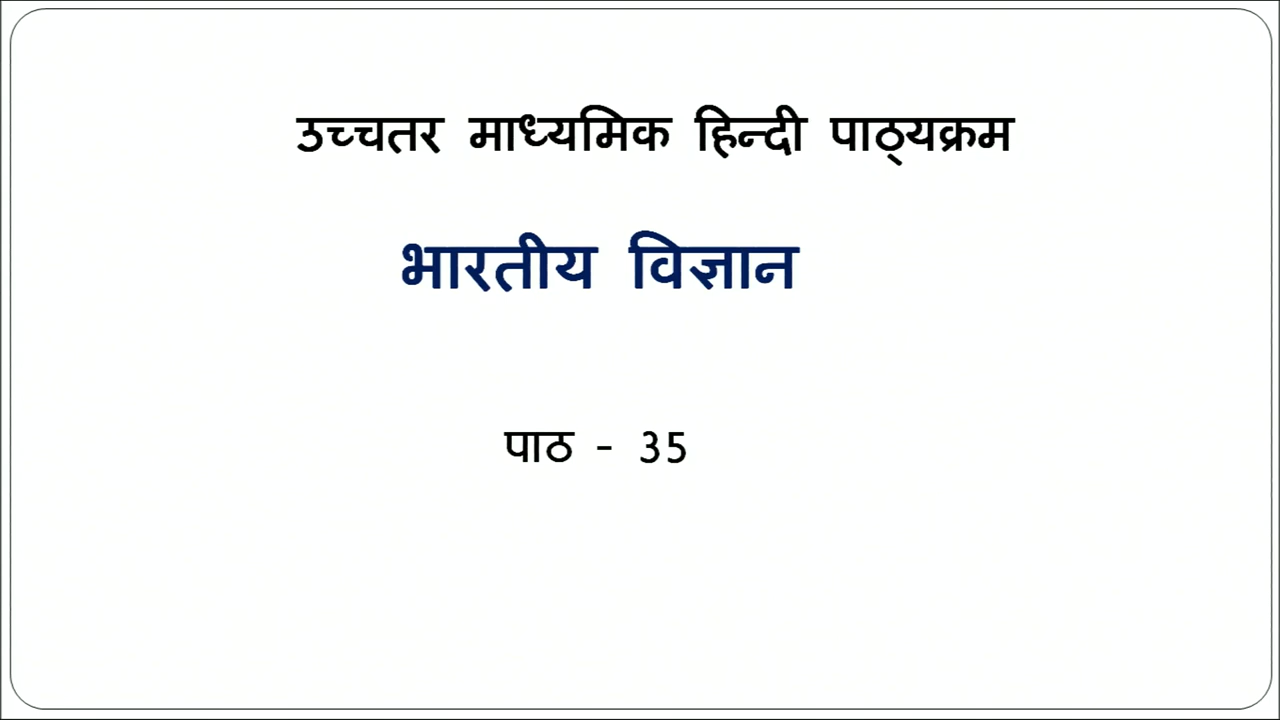 उच्चतर माध्यमिक हिन्दी पाठ्यक्रम
भारतीय विज्ञान
पाठ - 35